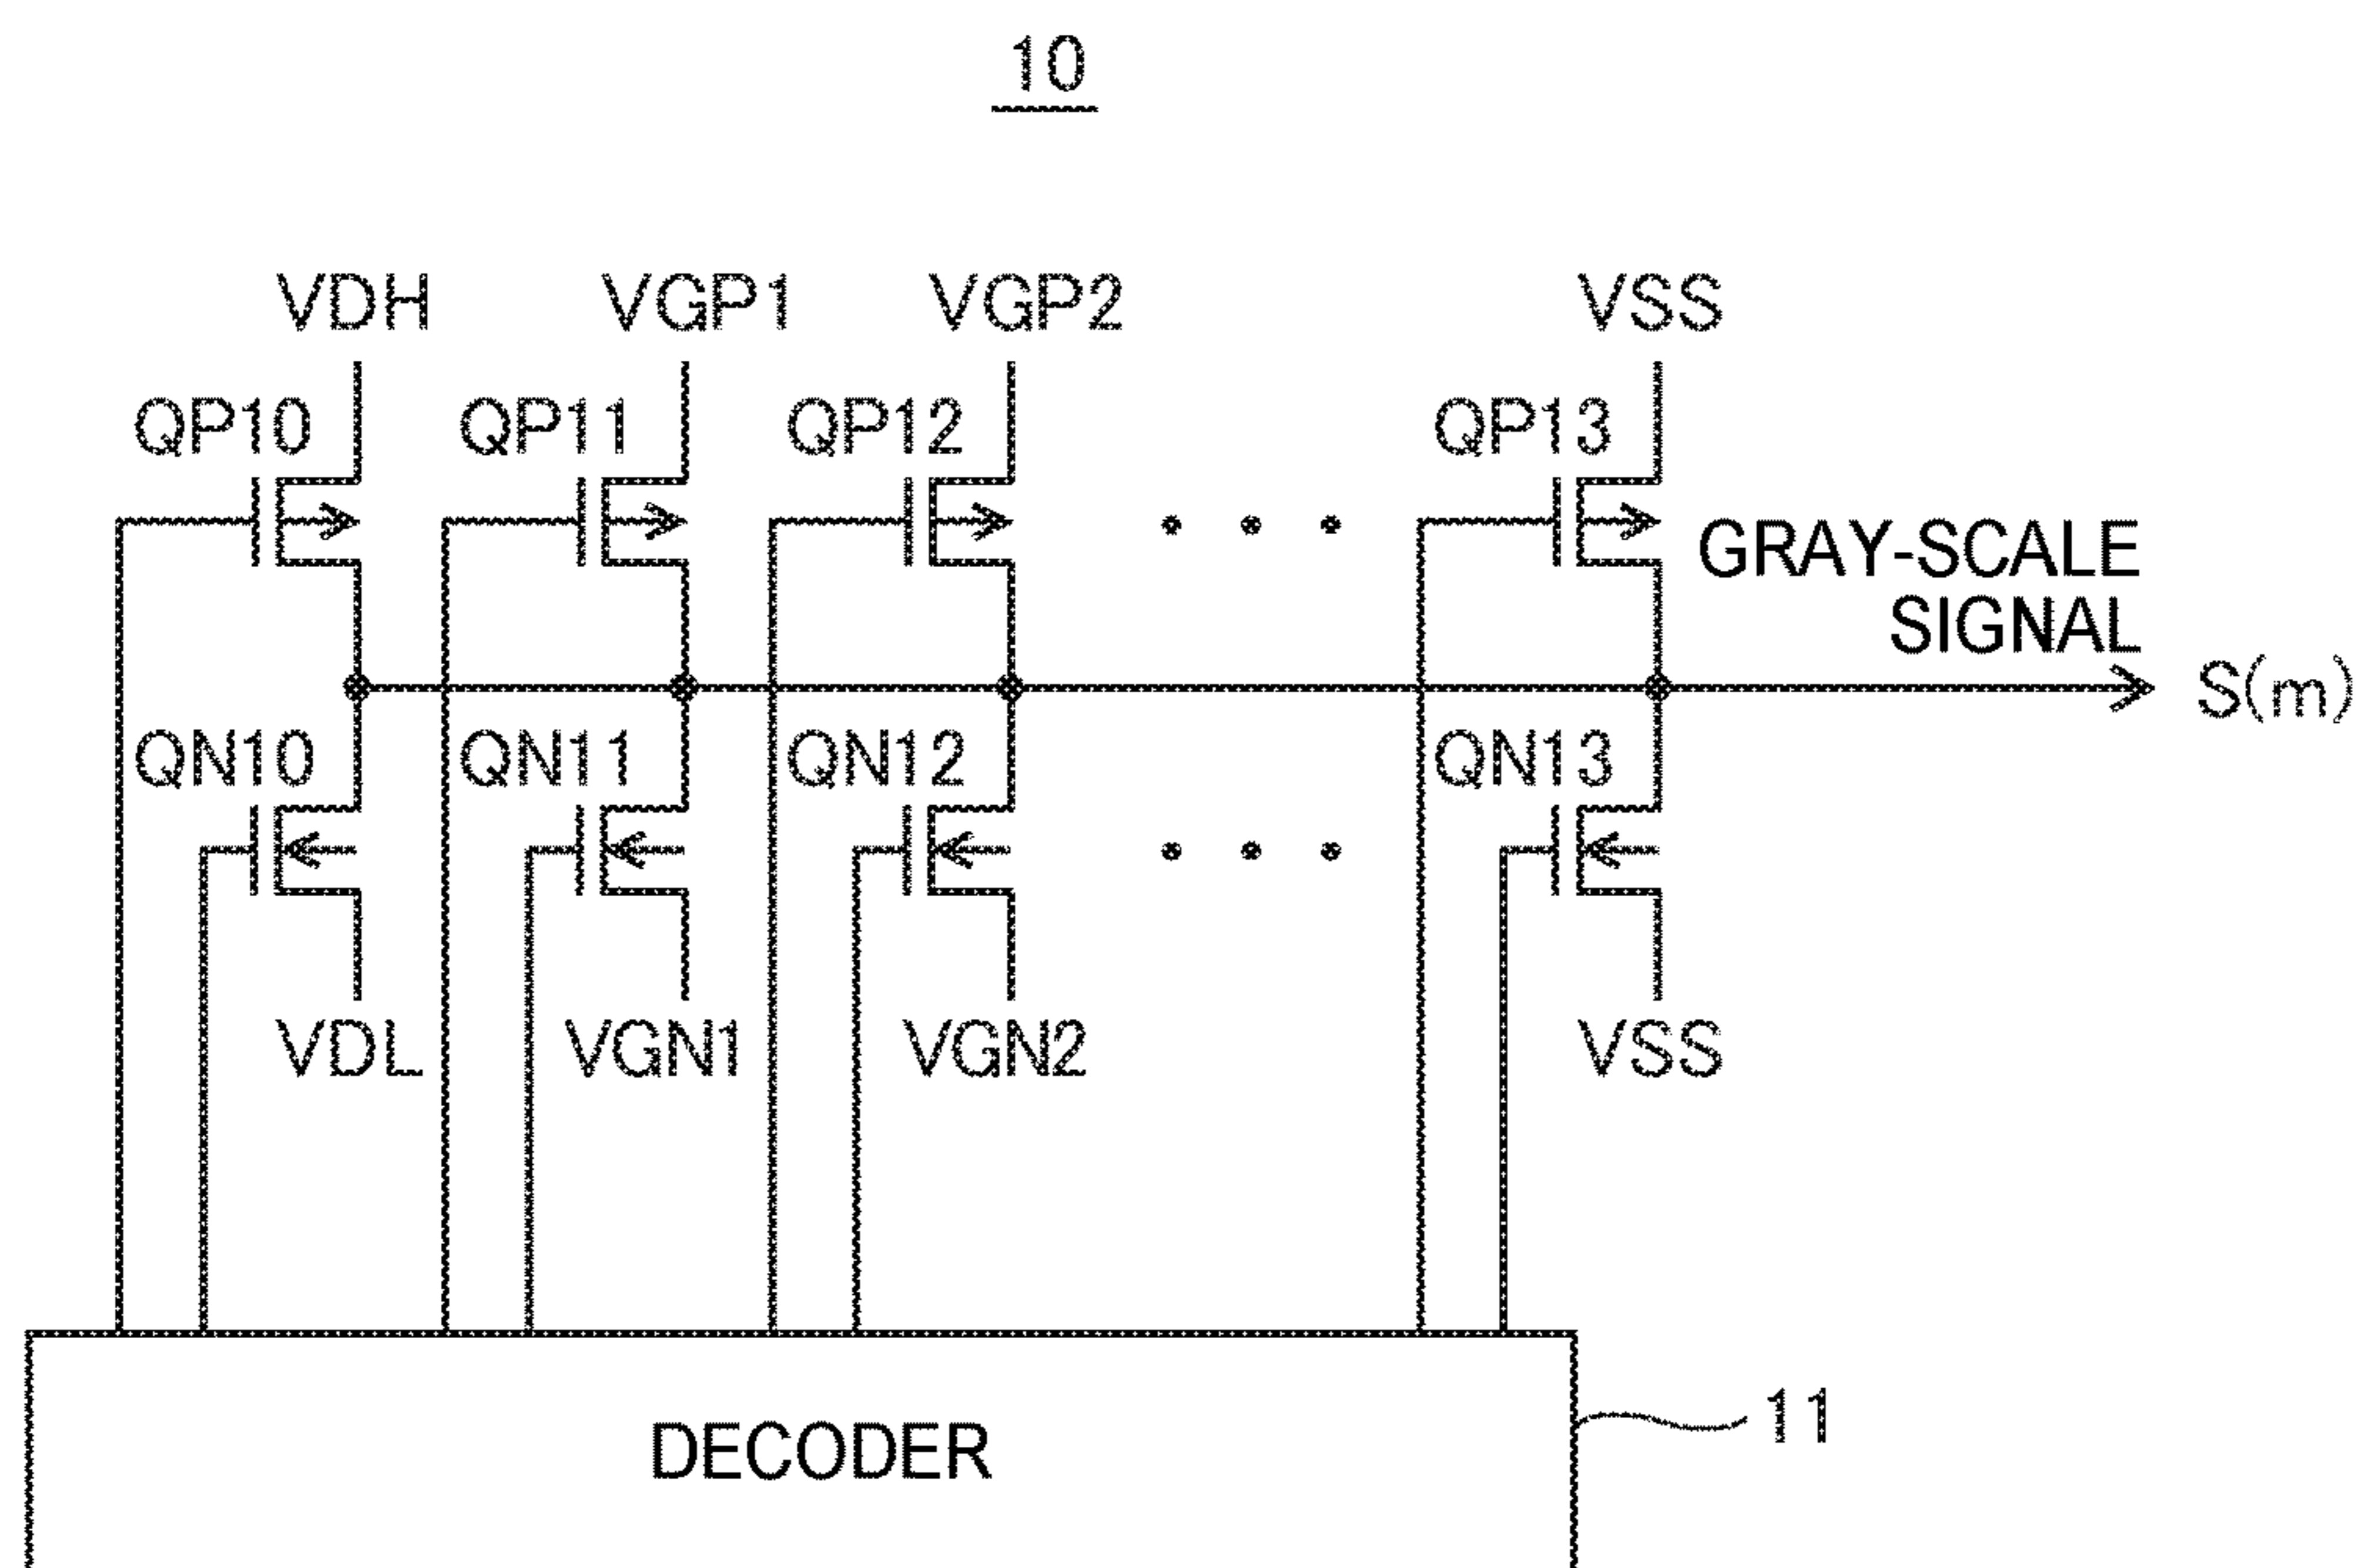 10
VDH VGP1 VGP2 VSS
QP10 QP11 QP12 QP13
GRAY-SCALE
SIGNAL
S(m)
QN10 QN11 QN12 QN13
VDL VGN1 VGN2 VSS
DECODER
11